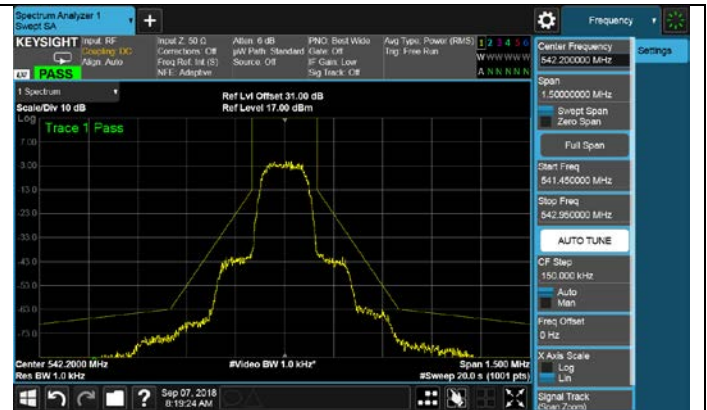 Spectrum Analyzer 1
Swept SA
Frequency
KEYSIGHT
Input: RF
Coupling: DC
Align: Auto
Input Z: 50 Ω
Corrections: Off
Freq Ref: Int (S)
NFE: Adaptive
Atten: 6 dB
µW Path: Standard
Source: Off
PNO: Best Wide
Gate: Off
IF Gain: Low
Sig Track: Off
Avg Type: Power (RMS)
Trig: Free Run
1 2 3 4 5 6
W W W W W W
A N N N N N
PASS
1 Spectrum
Scale/Div 10 dB
Log
Ref Lvl Offset 31.00 dB
Ref Level 17.00 dBm
Trace 1 Pass
7.00
-3.00
-13.0
-23.0
-33.0
-43.0
-53.0
-63.0
-73.0
Center 542.2000 MHz
Res BW 1.0 kHz
#Video BW 1.0 kHz*
Span 1.500 MHz
#Sweep 20.0 s (1001 pts)
Sep 07, 2018
8:19:24 AM
Center Frequency
542.200000 MHz
Settings
Span
1.50000000 MHz
Swept Span
Zero Span
Full Span
Start Freq
541.450000 MHz
Stop Freq
542.950000 MHz
AUTO TUNE
CF Step
150.000 kHz
Auto
Man
Freq Offset
0 Hz
X Axis Scale
Log
Lin
Signal Track
(Span Zoom)